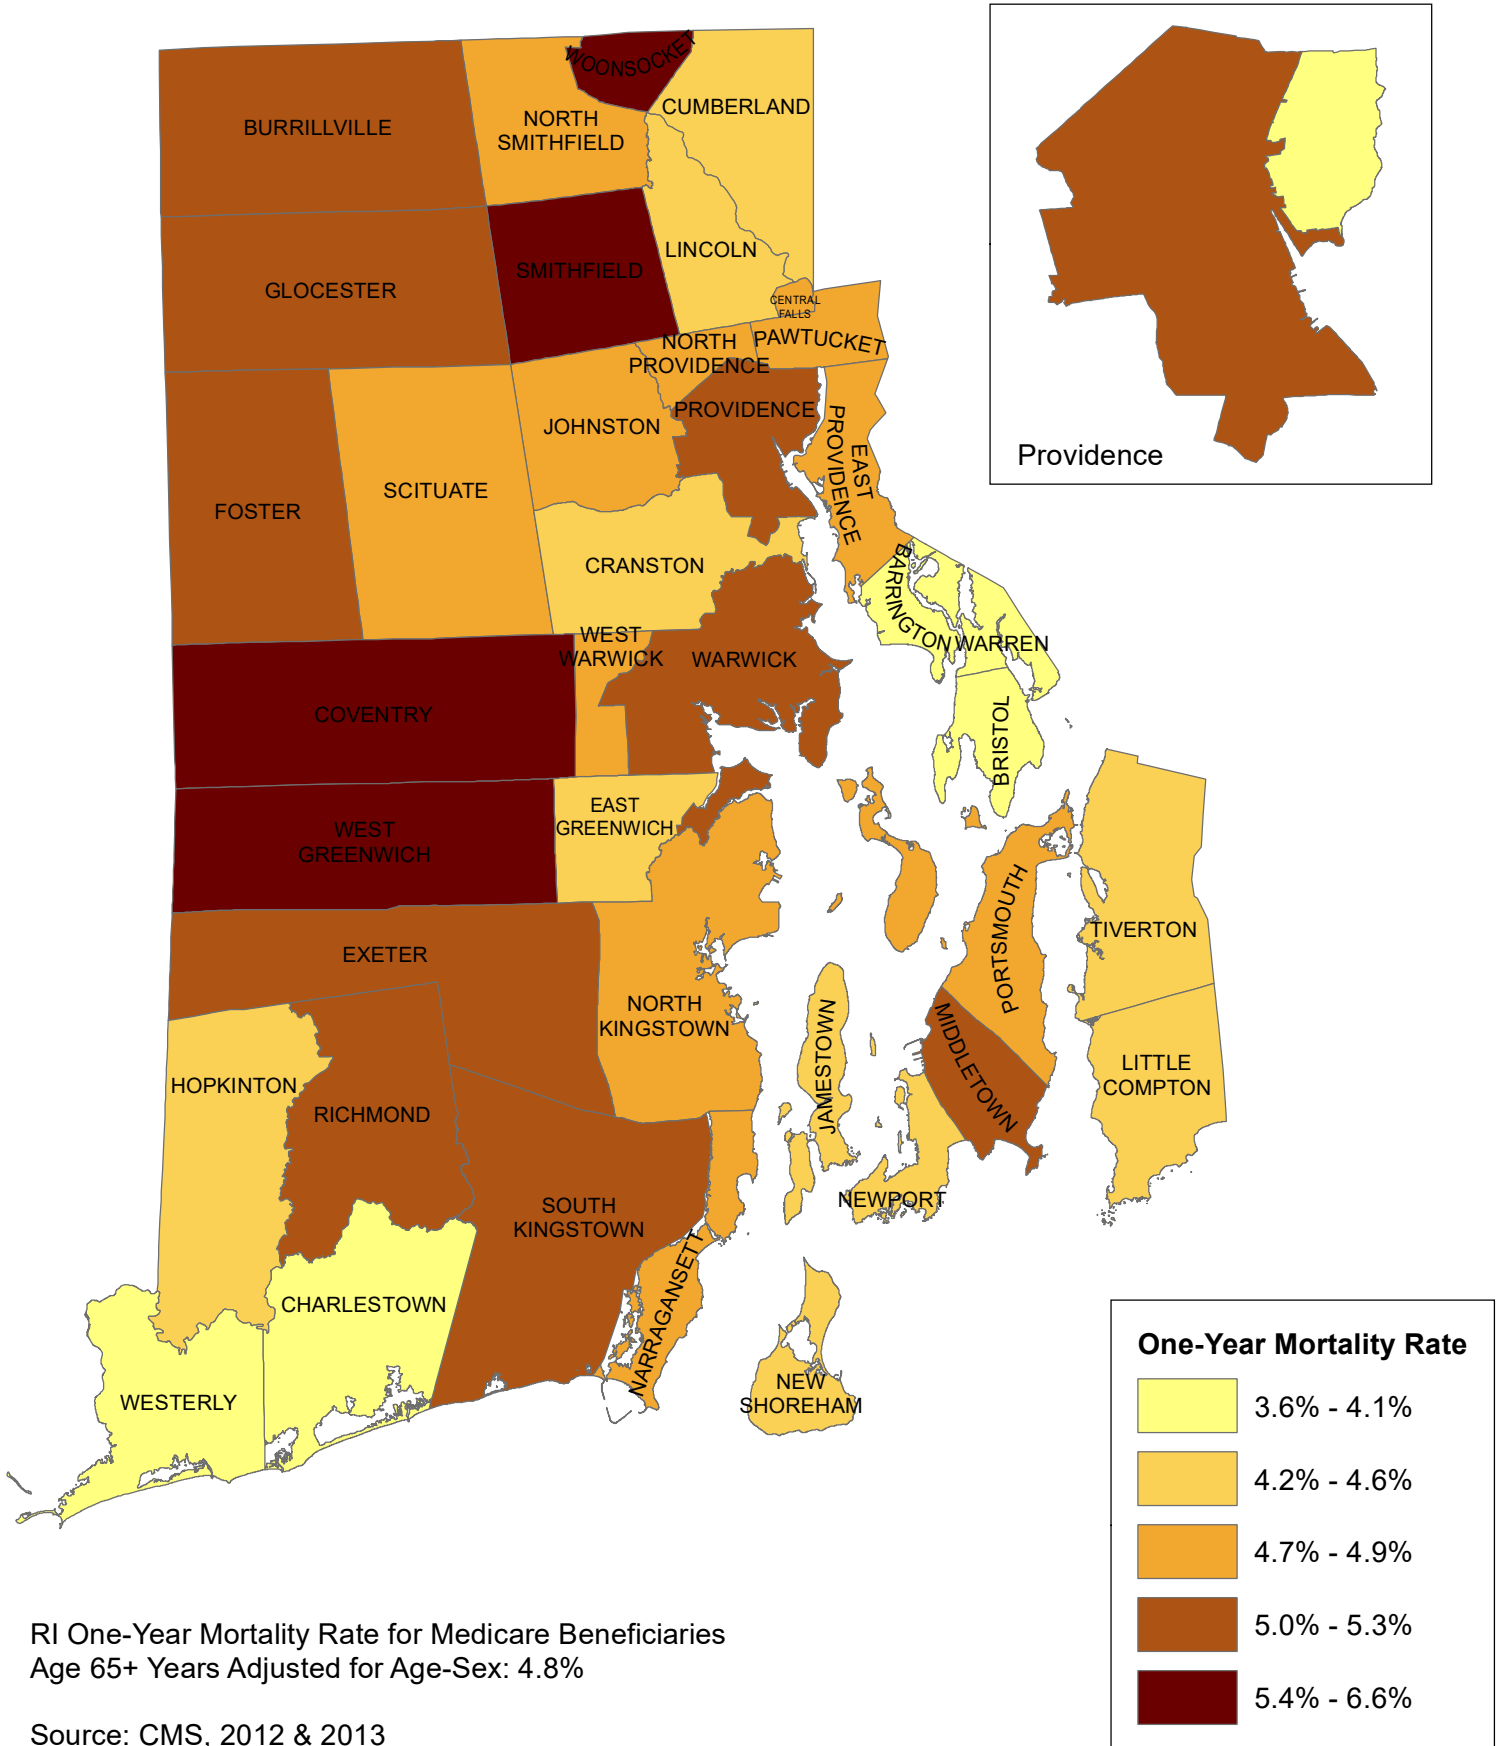 WOONSOCKET
CUMBERLAND
BURRILLVILLE
NORTH
SMITHFIELD
LINCOLN
SMITHFIELD
GLOCESTER
CENTRAL
FALLS
NORTH
PROVIDENCE
PAWTUCKET
PROVIDENCE
JOHNSTON
EAST
PROVIDENCE
SCITUATE
FOSTER
CRANSTON
BARRINGTON
WARREN
WEST
WARWICK
WARWICK
COVENTRY
BRISTOL
EAST
GREENWICH
WEST
GREENWICH
PORTSMOUTH
TIVERTON
EXETER
NORTH
KINGSTOWN
JAMESTOWN
MIDDLETOWN
LITTLE
COMPTON
HOPKINTON
RICHMOND
SOUTH
KINGSTOWN
NEWPORT
NARRAGANSETT
CHARLESTOWN
WESTERLY
NEW
SHOREHAM
Providence
One-Year Mortality Rate
3.6% - 4.1%
4.2% - 4.6%
4.7% - 4.9%
5.0% - 5.3%
5.4% - 6.6%
RI One-Year Mortality Rate for Medicare Beneficiaries
Age 65+ Years Adjusted for Age-Sex: 4.8%
Source: CMS, 2012 & 2013